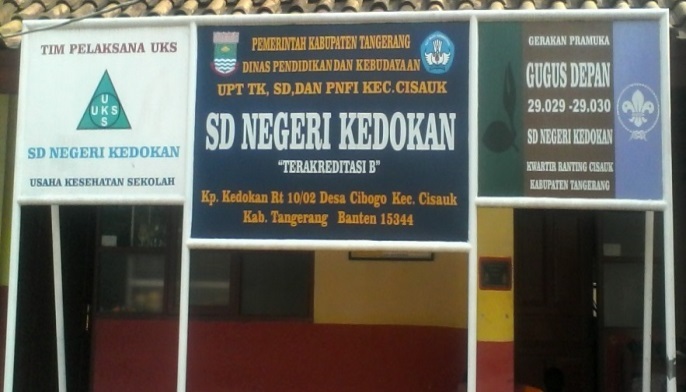 TIM PELAKSANA UKS
U
UKS
S
SD NEGERI KEDOKAN
USAHA KESEHATAN SEKOLAH
PEMERINTAH KABUPATEN TANGERANG
DINAS PENDIDIKAN DAN KEBUDAYAAN
UPT TK, SD, DAN PNFI KEC. CISAUK
SD NEGERI KEDOKAN
"TERAKREDITASI B"
Kp. Kedokan Rt 10/02 Desa Cibogo Kec. Cisauk
Kab. Tangerang Banten 15344
GERAKAN PRAMUKA
GUGUS DEPAN
29.029 -29.030
SD NEGERI KEDOKAN
KWARTIR RANTING CISAUK
KABUPATEN TANGERANG